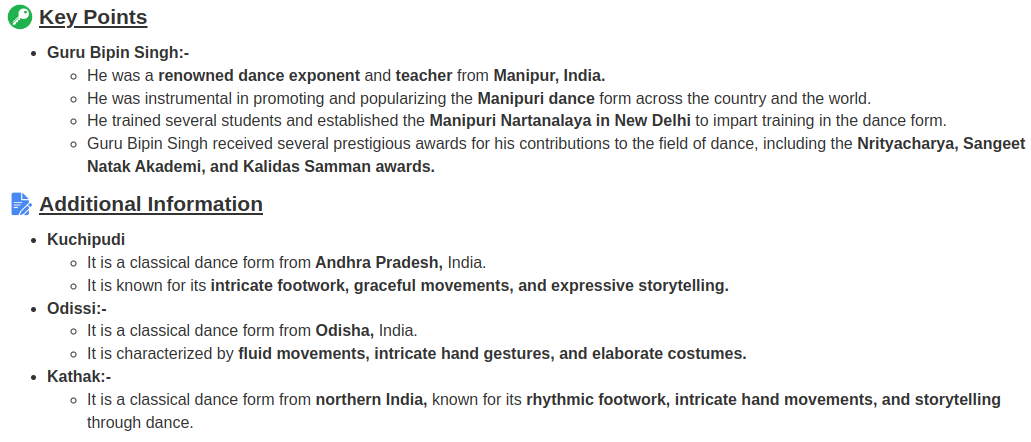 Key Points
• Guru Bipin Singh:-
○ He was a renowned dance exponent and teacher from Manipur, India.
○ He was instrumental in promoting and popularizing the Manipuri dance form across the country and the world.
○ He trained several students and established the Manipuri Nartanalaya in New Delhi to impart training in the dance form.
○ Guru Bipin Singh received several prestigious awards for his contributions to the field of dance, including the Nrityacharya, Sangeet
Natak Akademi, and Kalidas Samman awards.
Additional Information
• Kuchipudi
○ It is a classical dance form from Andhra Pradesh, India.
○ It is known for its intricate footwork, graceful movements, and expressive storytelling.
• Odissi:-
○ It is a classical dance form from Odisha, India.
○ It is characterized by fluid movements, intricate hand gestures, and elaborate costumes.
• Kathak:-
○ It is a classical dance form from northern India, known for its rhythmic footwork, intricate hand movements, and storytelling
through dance.